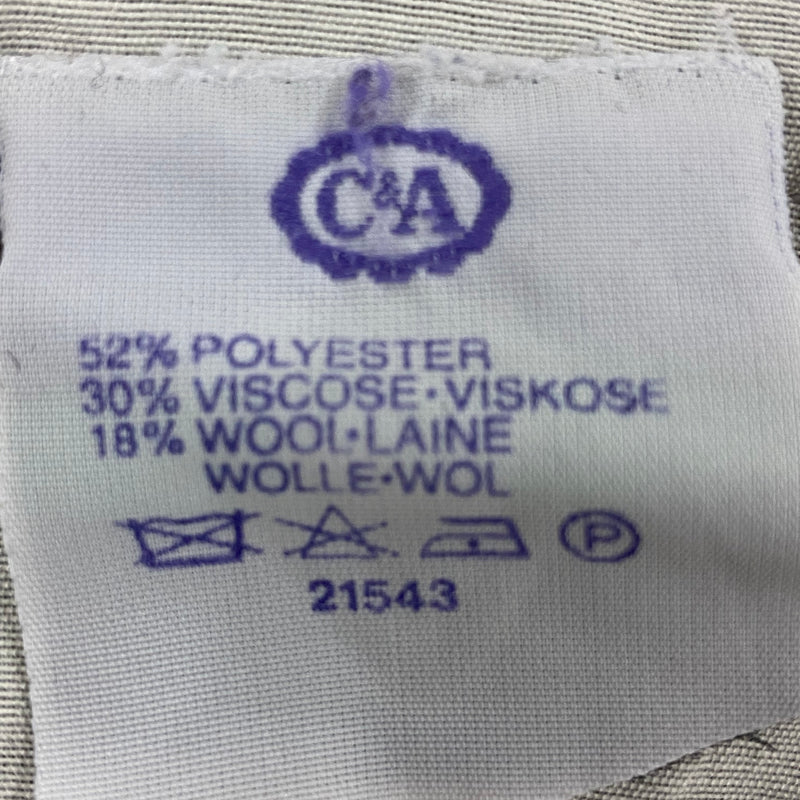 C&A
52% POLYESTER
30% VISCOSE·VISKOSE
18% WOOL·LAINE
WOLLE·WOL
P
21543